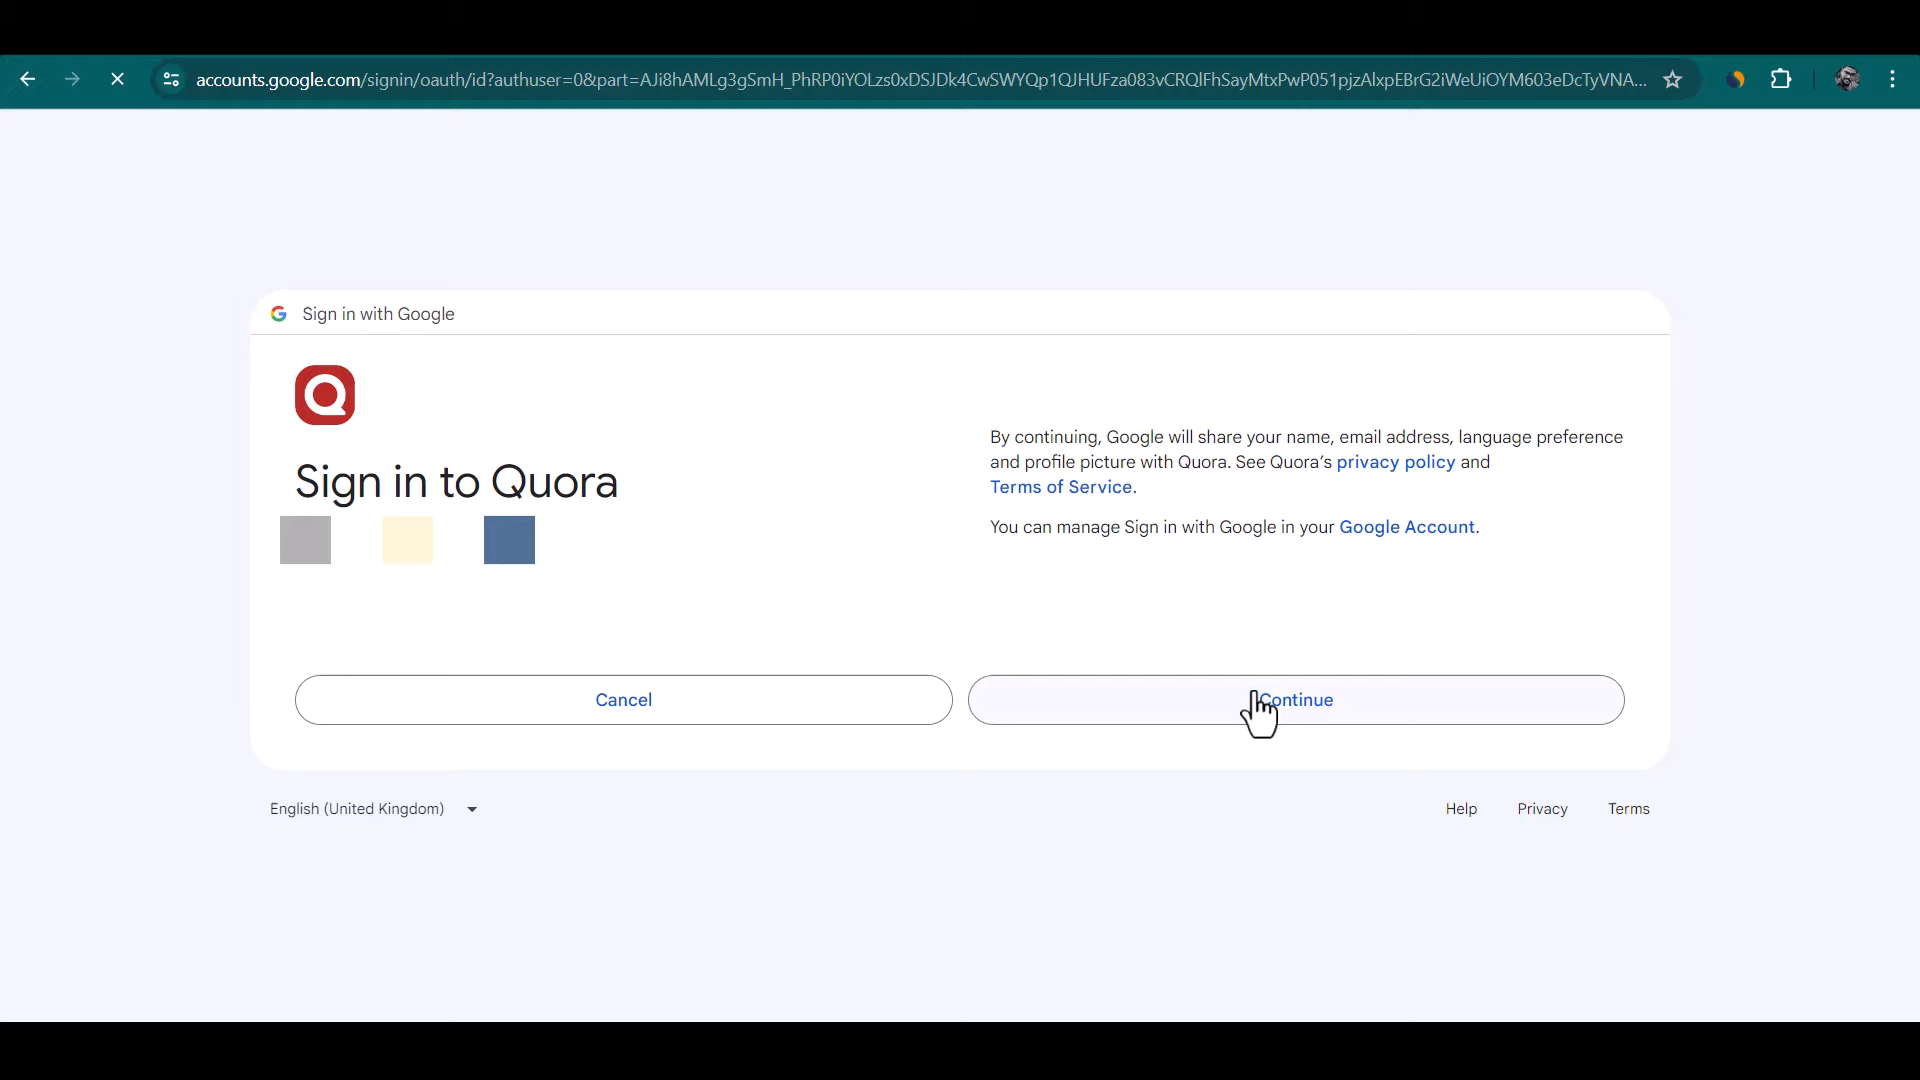 accounts.google.com/signin/oauth/id?authuser=0&part=AJi8hAMLg3gSmH_PhRP0iYOLzs0xDSJDk4CwSWYQp1QJHUFza083vCRQlFhSayMtxPwP051pjzAlxpEBrG2iWeUiOYM603eDcTyVNA...
Sign in with Google
Sign in to Quora
By continuing, Google will share your name, email address, language preference
and profile picture with Quora. See Quora's privacy policy and
Terms of Service.
You can manage Sign in with Google in your Google Account.
Cancel
Continue
English (United Kingdom)
Help
Privacy
Terms